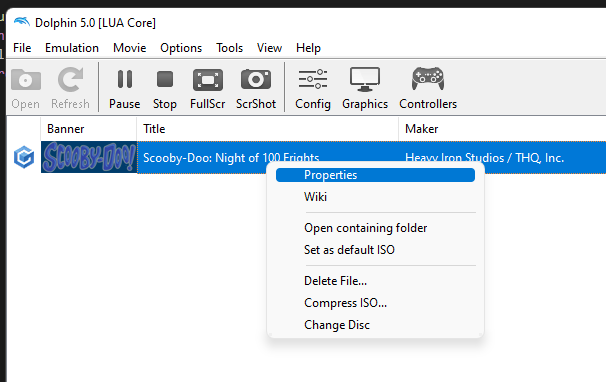 Dolphin 5.0 [LUA Core]
File Emulation Movie Options Tools View Help
Open Refresh Pause Stop FullScr ScrShot Config Graphics Controllers
Banner Title Maker
SCOOBY-DOO! Scooby-Doo: Night of 100 Frights Heavy Iron Studios / THQ, Inc.
Properties
Wiki
Open containing folder
Set as default ISO
Delete File...
Compress ISO...
Change Disc